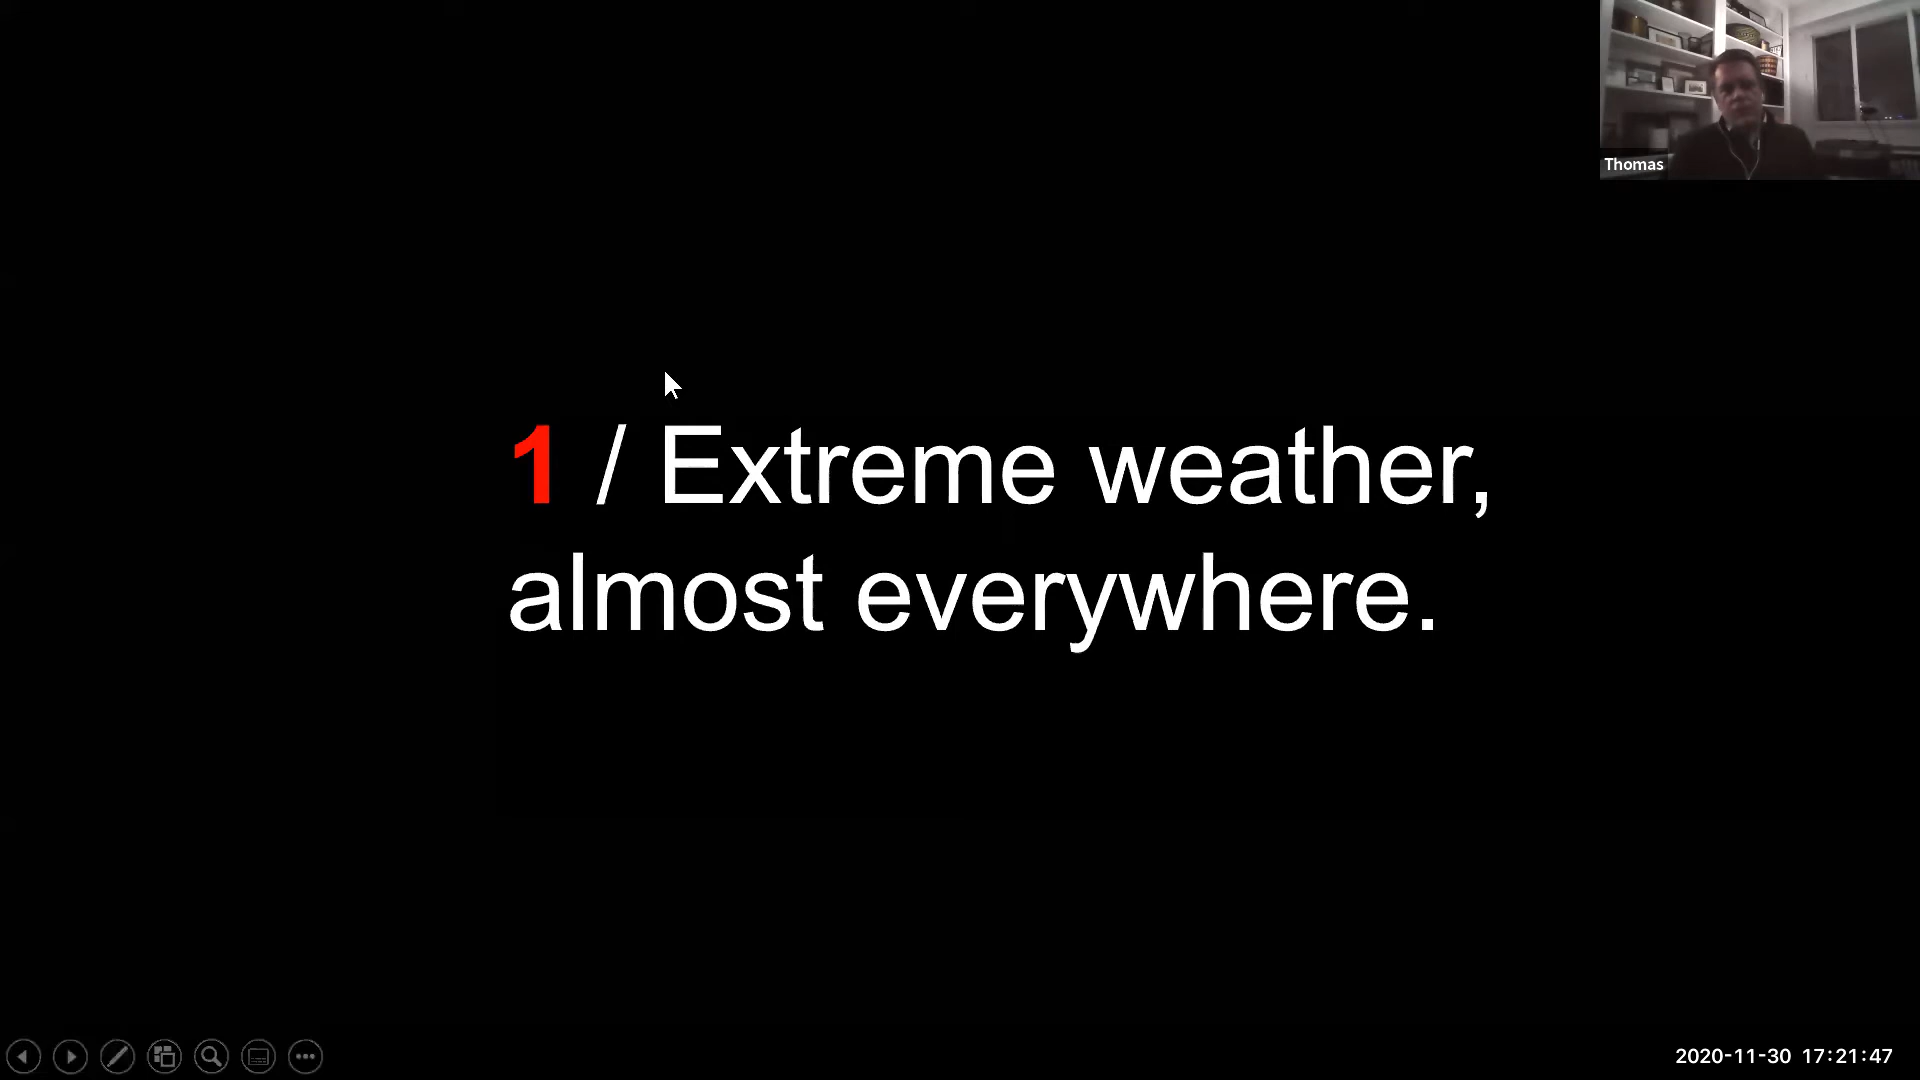 Thomas
1 / Extreme weather,
almost everywhere.
2020-11-30 17:21:47